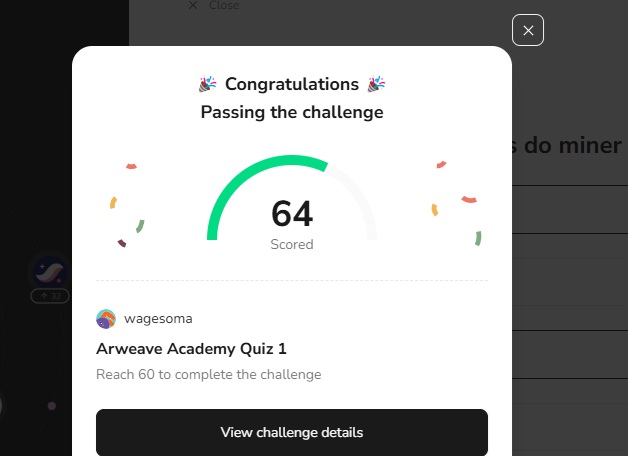 Close
Congratulations
Passing the challenge
s do miner
64
Scored
32
wagesoma
Arweave Academy Quiz 1
Reach 60 to complete the challenge
View challenge details